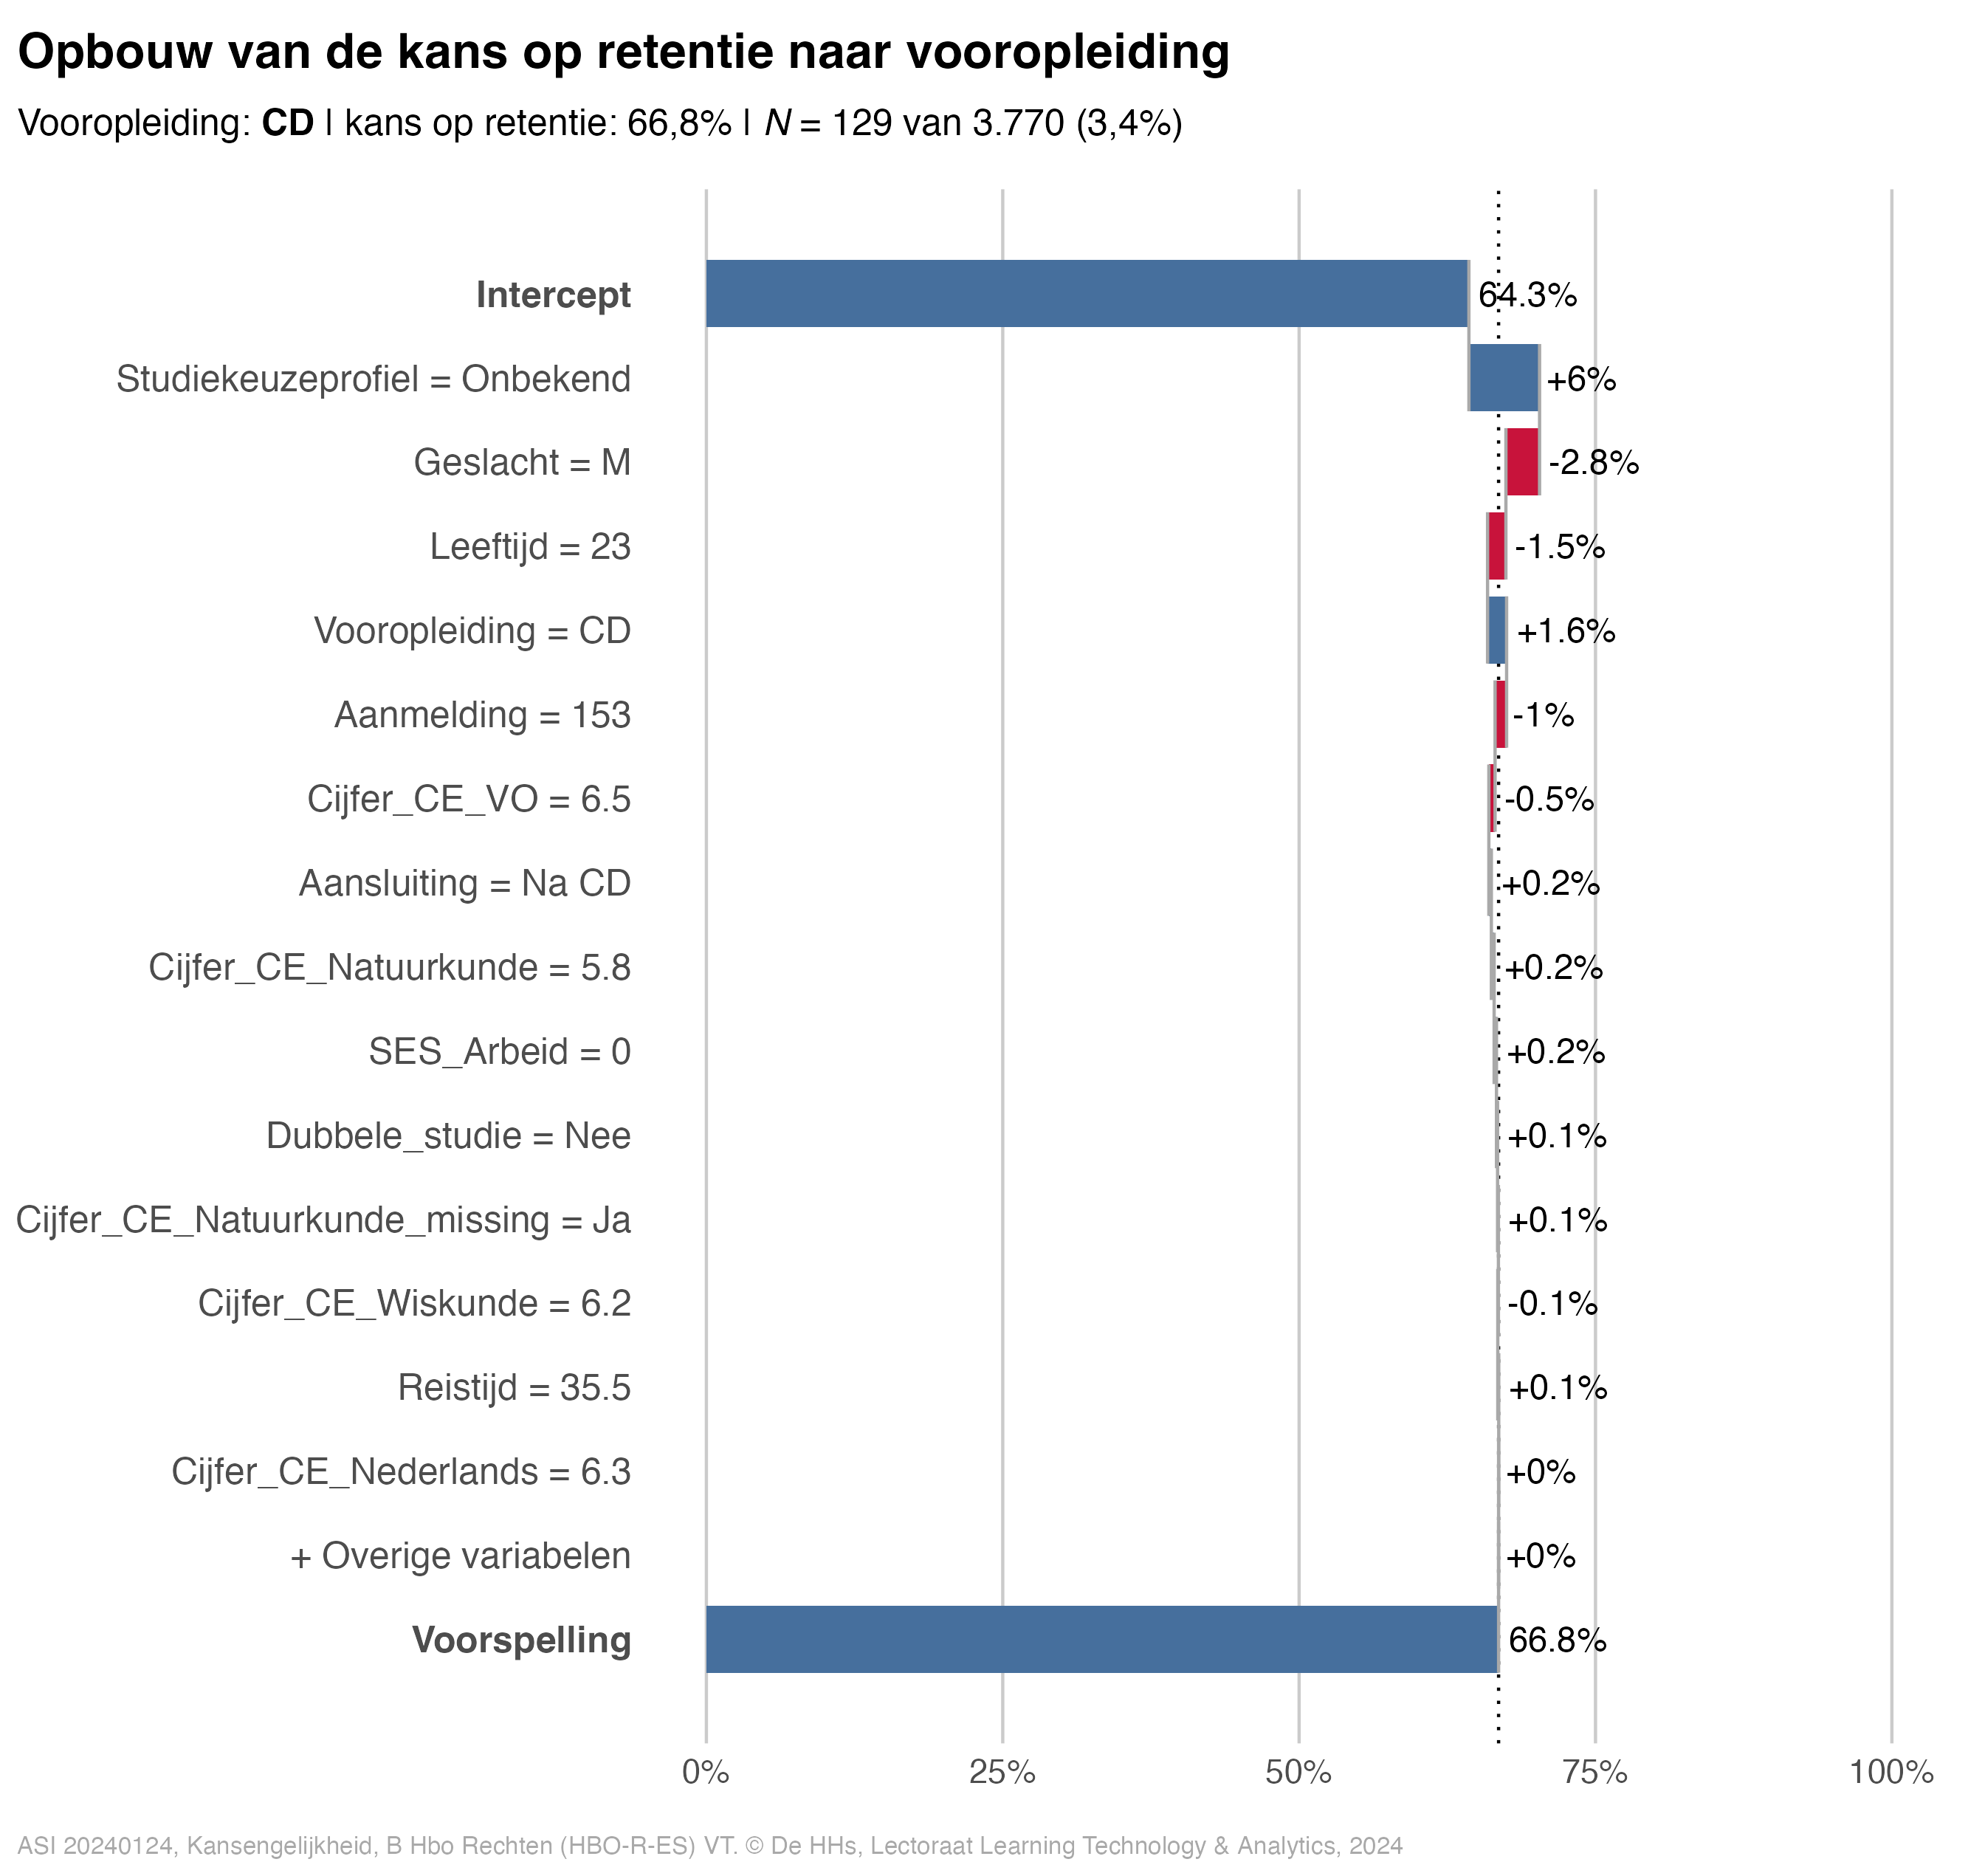 Opbouw van de kans op retentie naar vooropleiding
Vooropleiding: CD | kans op retentie: 66,8% | N = 129 van 3.770 (3,4%)
Intercept 64.3%
Studiekeuzeprofiel = Onbekend +6%
Geslacht = M -2.8%
Leeftijd = 23 -1.5%
Vooropleiding = CD +1.6%
Aanmelding = 153 -1%
Cijfer_CE_VO = 6.5 -0.5%
Aansluiting = Na CD +0.2%
Cijfer_CE_Natuurkunde = 5.8 +0.2%
SES_Arbeid = 0 +0.2%
Dubbele_studie = Nee +0.1%
Cijfer_CE_Natuurkunde_missing = Ja +0.1%
Cijfer_CE_Wiskunde = 6.2 -0.1%
Reistijd = 35.5 +0.1%
Cijfer_CE_Nederlands = 6.3 +0%
+ Overige variabelen +0%
Voorspelling 66.8%
0% 25% 50% 75% 100%
ASI 20240124, Kansengelijkheid, B Hbo Rechten (HBO-R-ES) VT. © De HHs, Lectoraat Learning Technology & Analytics, 2024